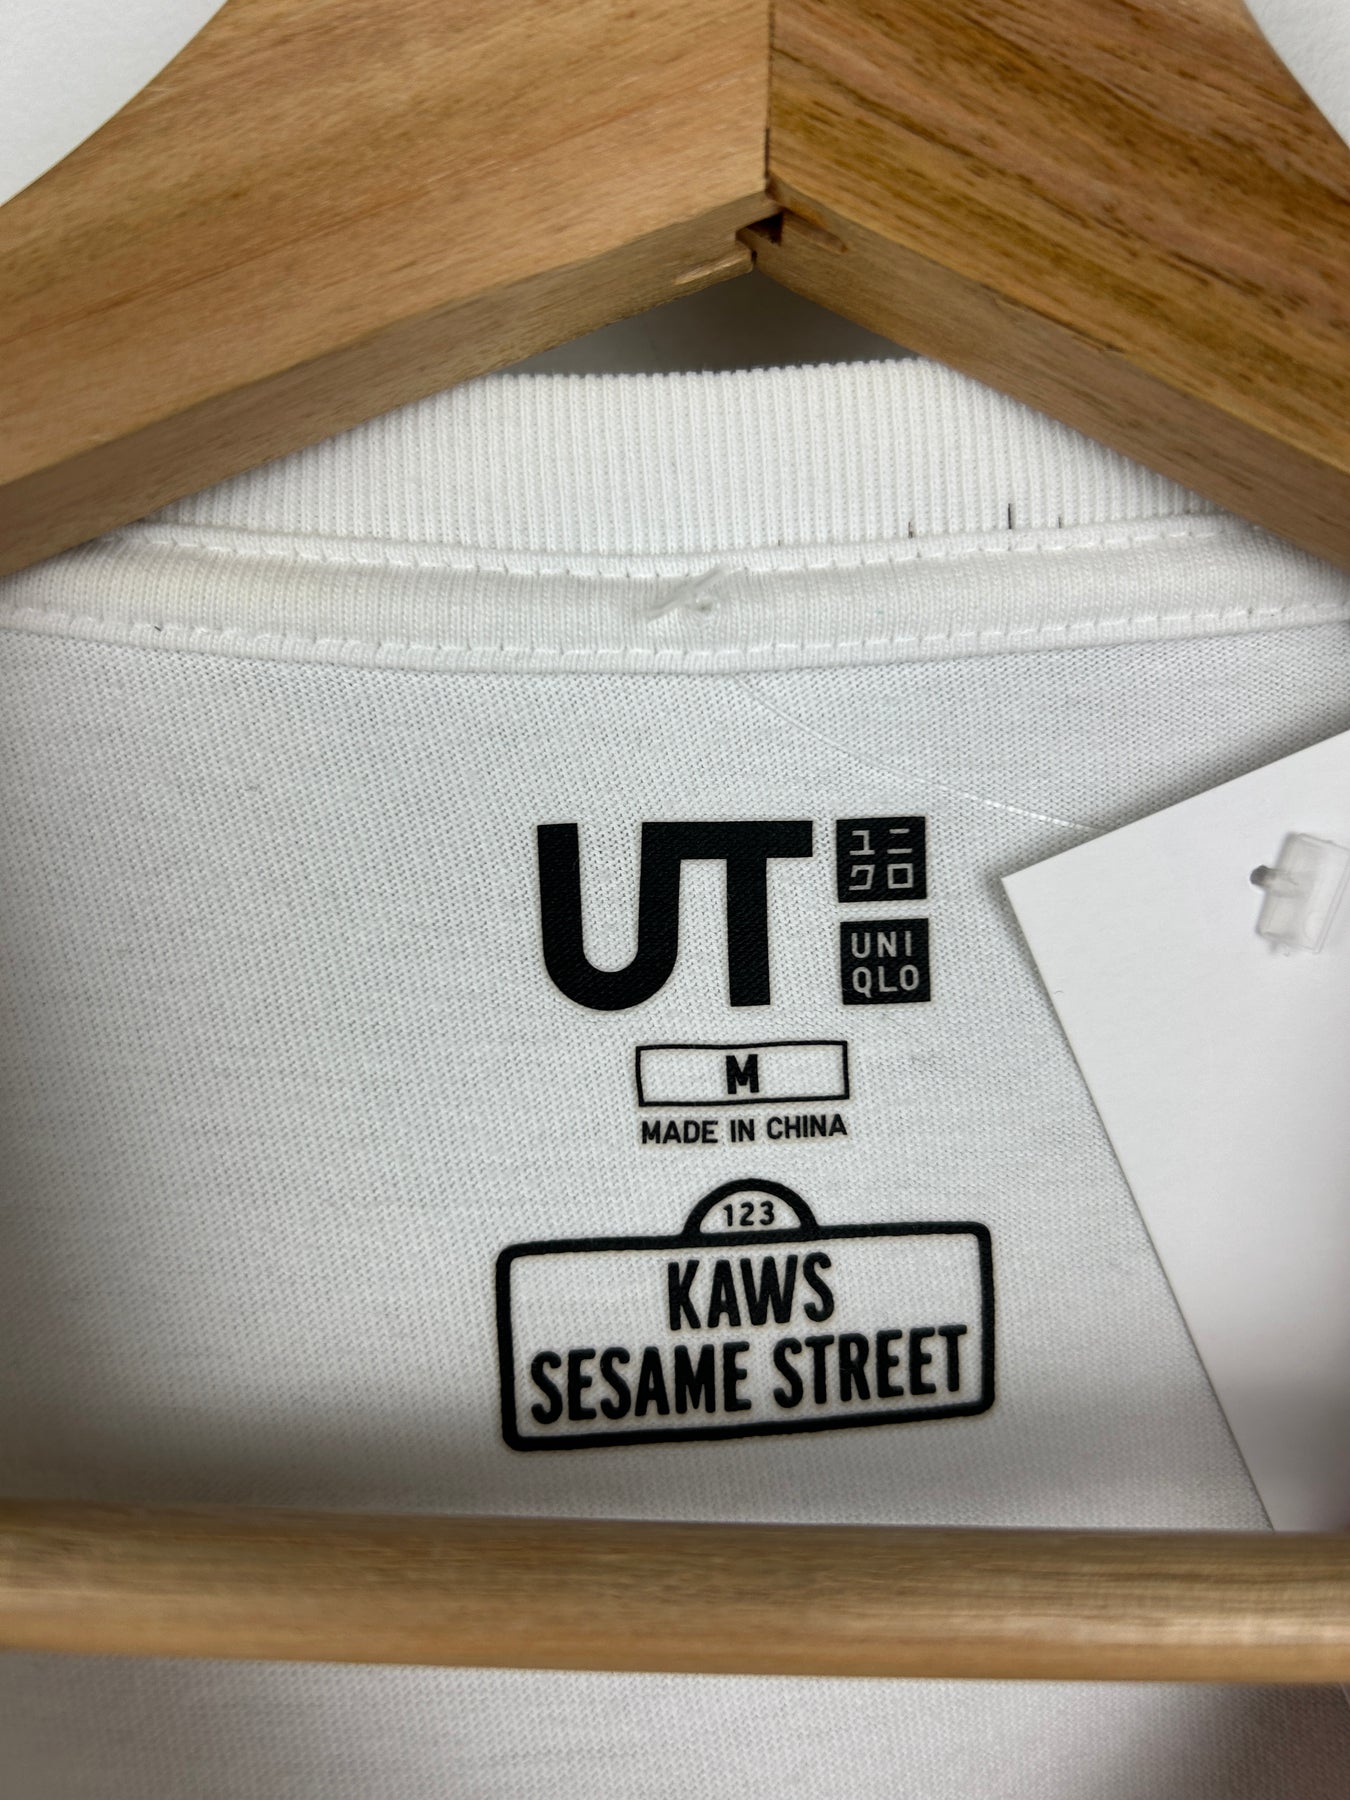 UT
ユニ
クロ
UNI
QLO
M
MADE IN CHINA
123
KAWS
SESAME STREET